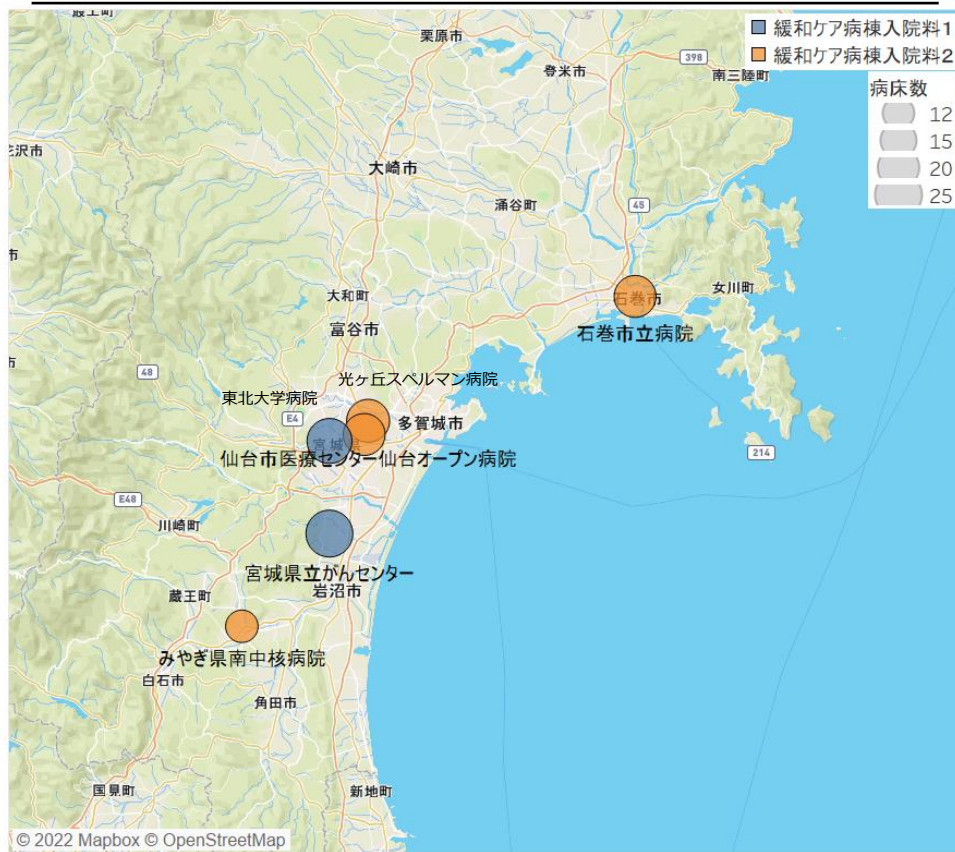 最上町
栗原市
緩和ケア病棟入院料1
緩和ケア病棟入院料2
398
登米市
南三陸町
病床数
12
15
20
25
大崎市
涌谷町
45
市
大和町
石巻市
女川町
富谷市
石巻市立病院
市
48
光ヶ丘スペルマン病院
東北大学病院
E4
多賀城市
宮城県
仙台市医療センター仙台オープン病院
214
E48
川崎町
宮城県立がんセンター
岩沼市
蔵王町
みやぎ県南中核病院
白石市
角田市
国見町
新地町
© 2022 Mapbox © OpenStreetMap